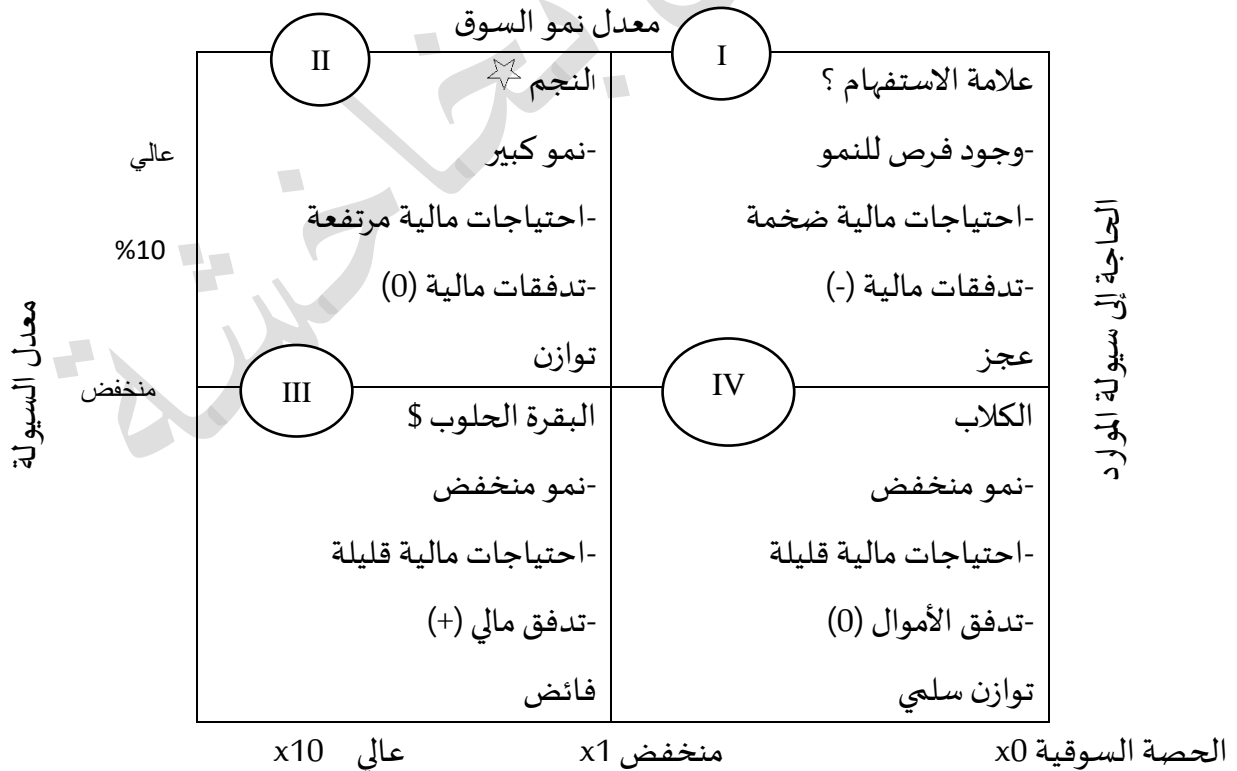 معدل نمو السوق
I
II
علامة الاستفهام ؟
-وجود فرص للنمو
-احتياجات مالية ضخمة
-تدفقات مالية (-)
عجز
النجم
-نمو كبير
-احتياجات مالية مرتفعة
-تدفقات مالية (0)
توازن
عالي
%10
منخفض
معدل السيولة
الحاجة إلى سيولة الموارد
IV
III
الكلاب
-نمو منخفض
-احتياجات مالية قليلة
-تدفق الأموال (0)
توازن سلمي
البقرة الحلوب $
-نمو منخفض
-احتياجات مالية قليلة
-تدفق مالي (+)
فائض
الحصة السوقية x0 منخفض x1 عالي x10